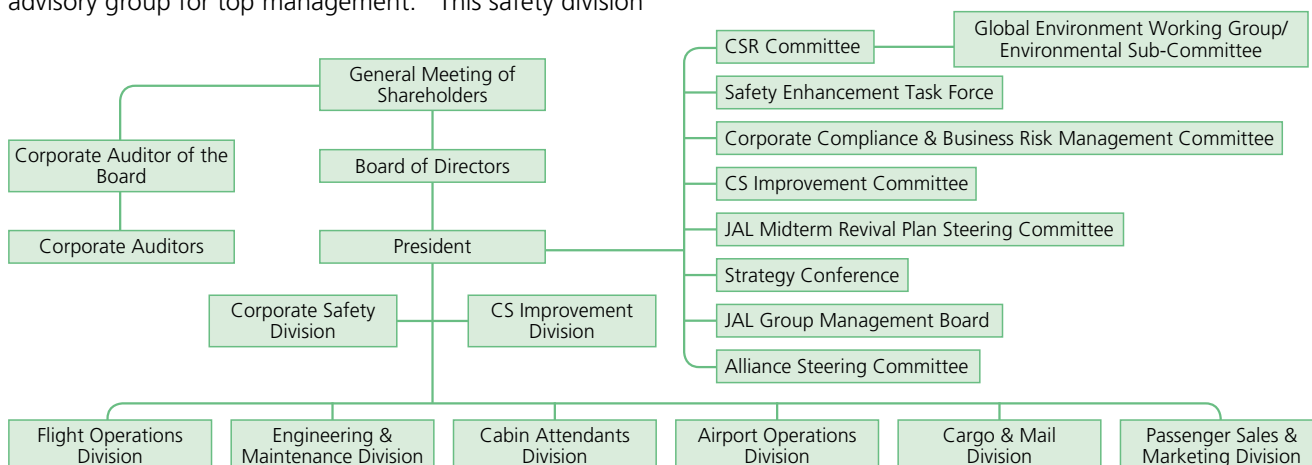 advisory group for top management. This safety division
General Meeting of
Shareholders
Corporate Auditor of the
Board
Board of Directors
Corporate Auditors
President
Corporate Safety
Division
CS Improvement
Division
CSR Committee
Global Environment Working Group/
Environmental Sub-Committee
Safety Enhancement Task Force
Corporate Compliance & Business Risk Management Committee
CS Improvement Committee
JAL Midterm Revival Plan Steering Committee
Strategy Conference
JAL Group Management Board
Alliance Steering Committee
Flight Operations
Division
Engineering &
Maintenance Division
Cabin Attendants
Division
Airport Operations
Division
Cargo & Mail
Division
Passenger Sales &
Marketing Division